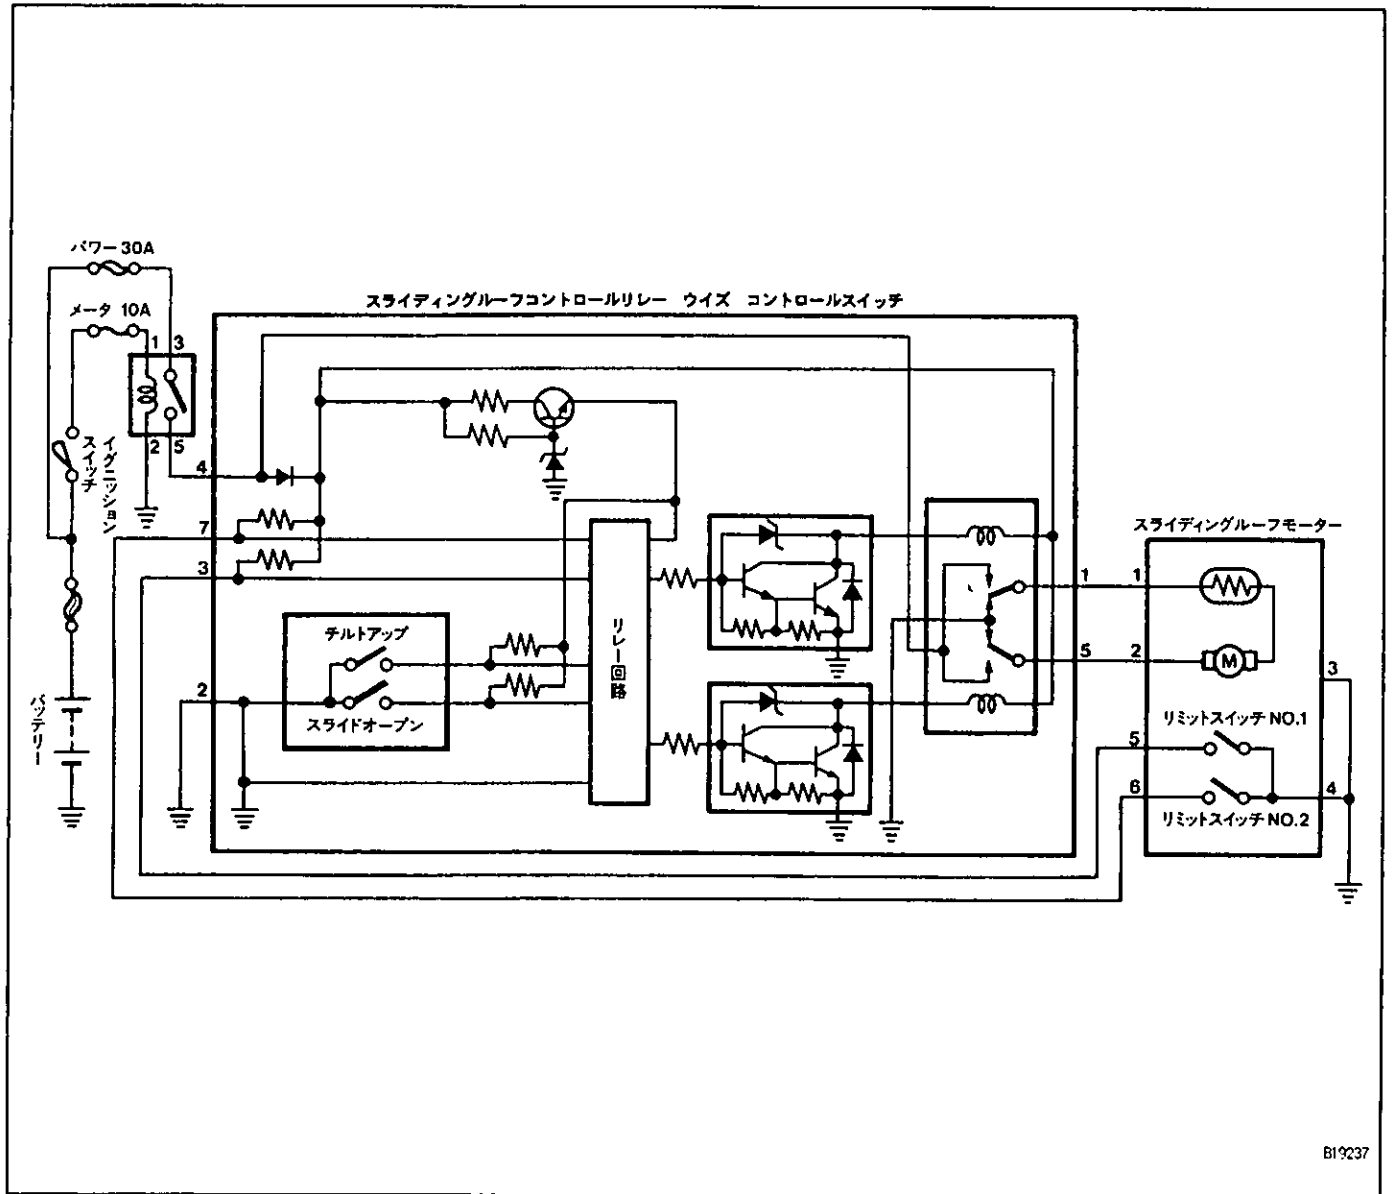 パワー 30A
メータ 10A
スライディングルーフコントロールリレー ウイズ コントロールスイッチ
1 3
2 5
イグニッション
スイッチ
4
7
3
2
バッテリー
チルトアップ
スライドオープン
リレー回路
スライディングルーフモーター
1 1
5 2
M
3
リミットスイッチ NO.1
5
6
4
リミットスイッチ NO.2
B19237